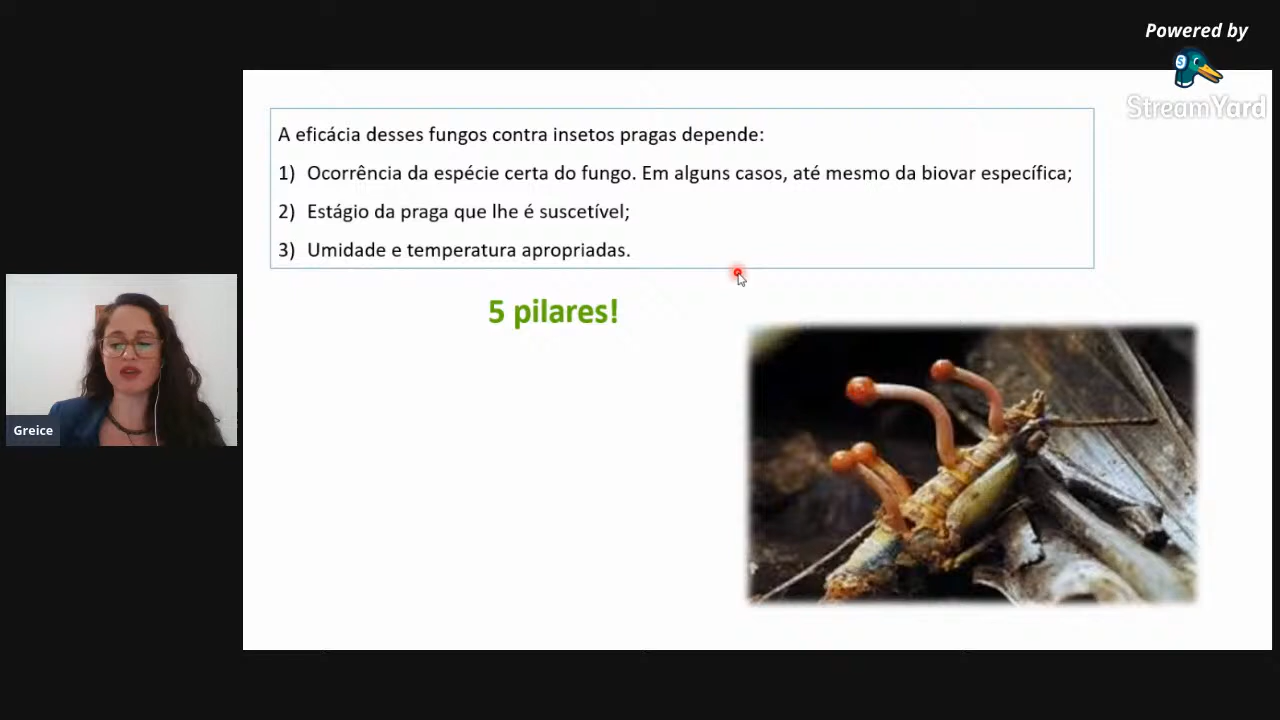 Powered by
StreamYard
A eficácia desses fungos contra insetos pragas depende:
1) Ocorrência da espécie certa do fungo. Em alguns casos, até mesmo da biovar específica;
2) Estágio da praga que lhe é suscetível;
3) Umidade e temperatura apropriadas.
5 pilares!
Greice